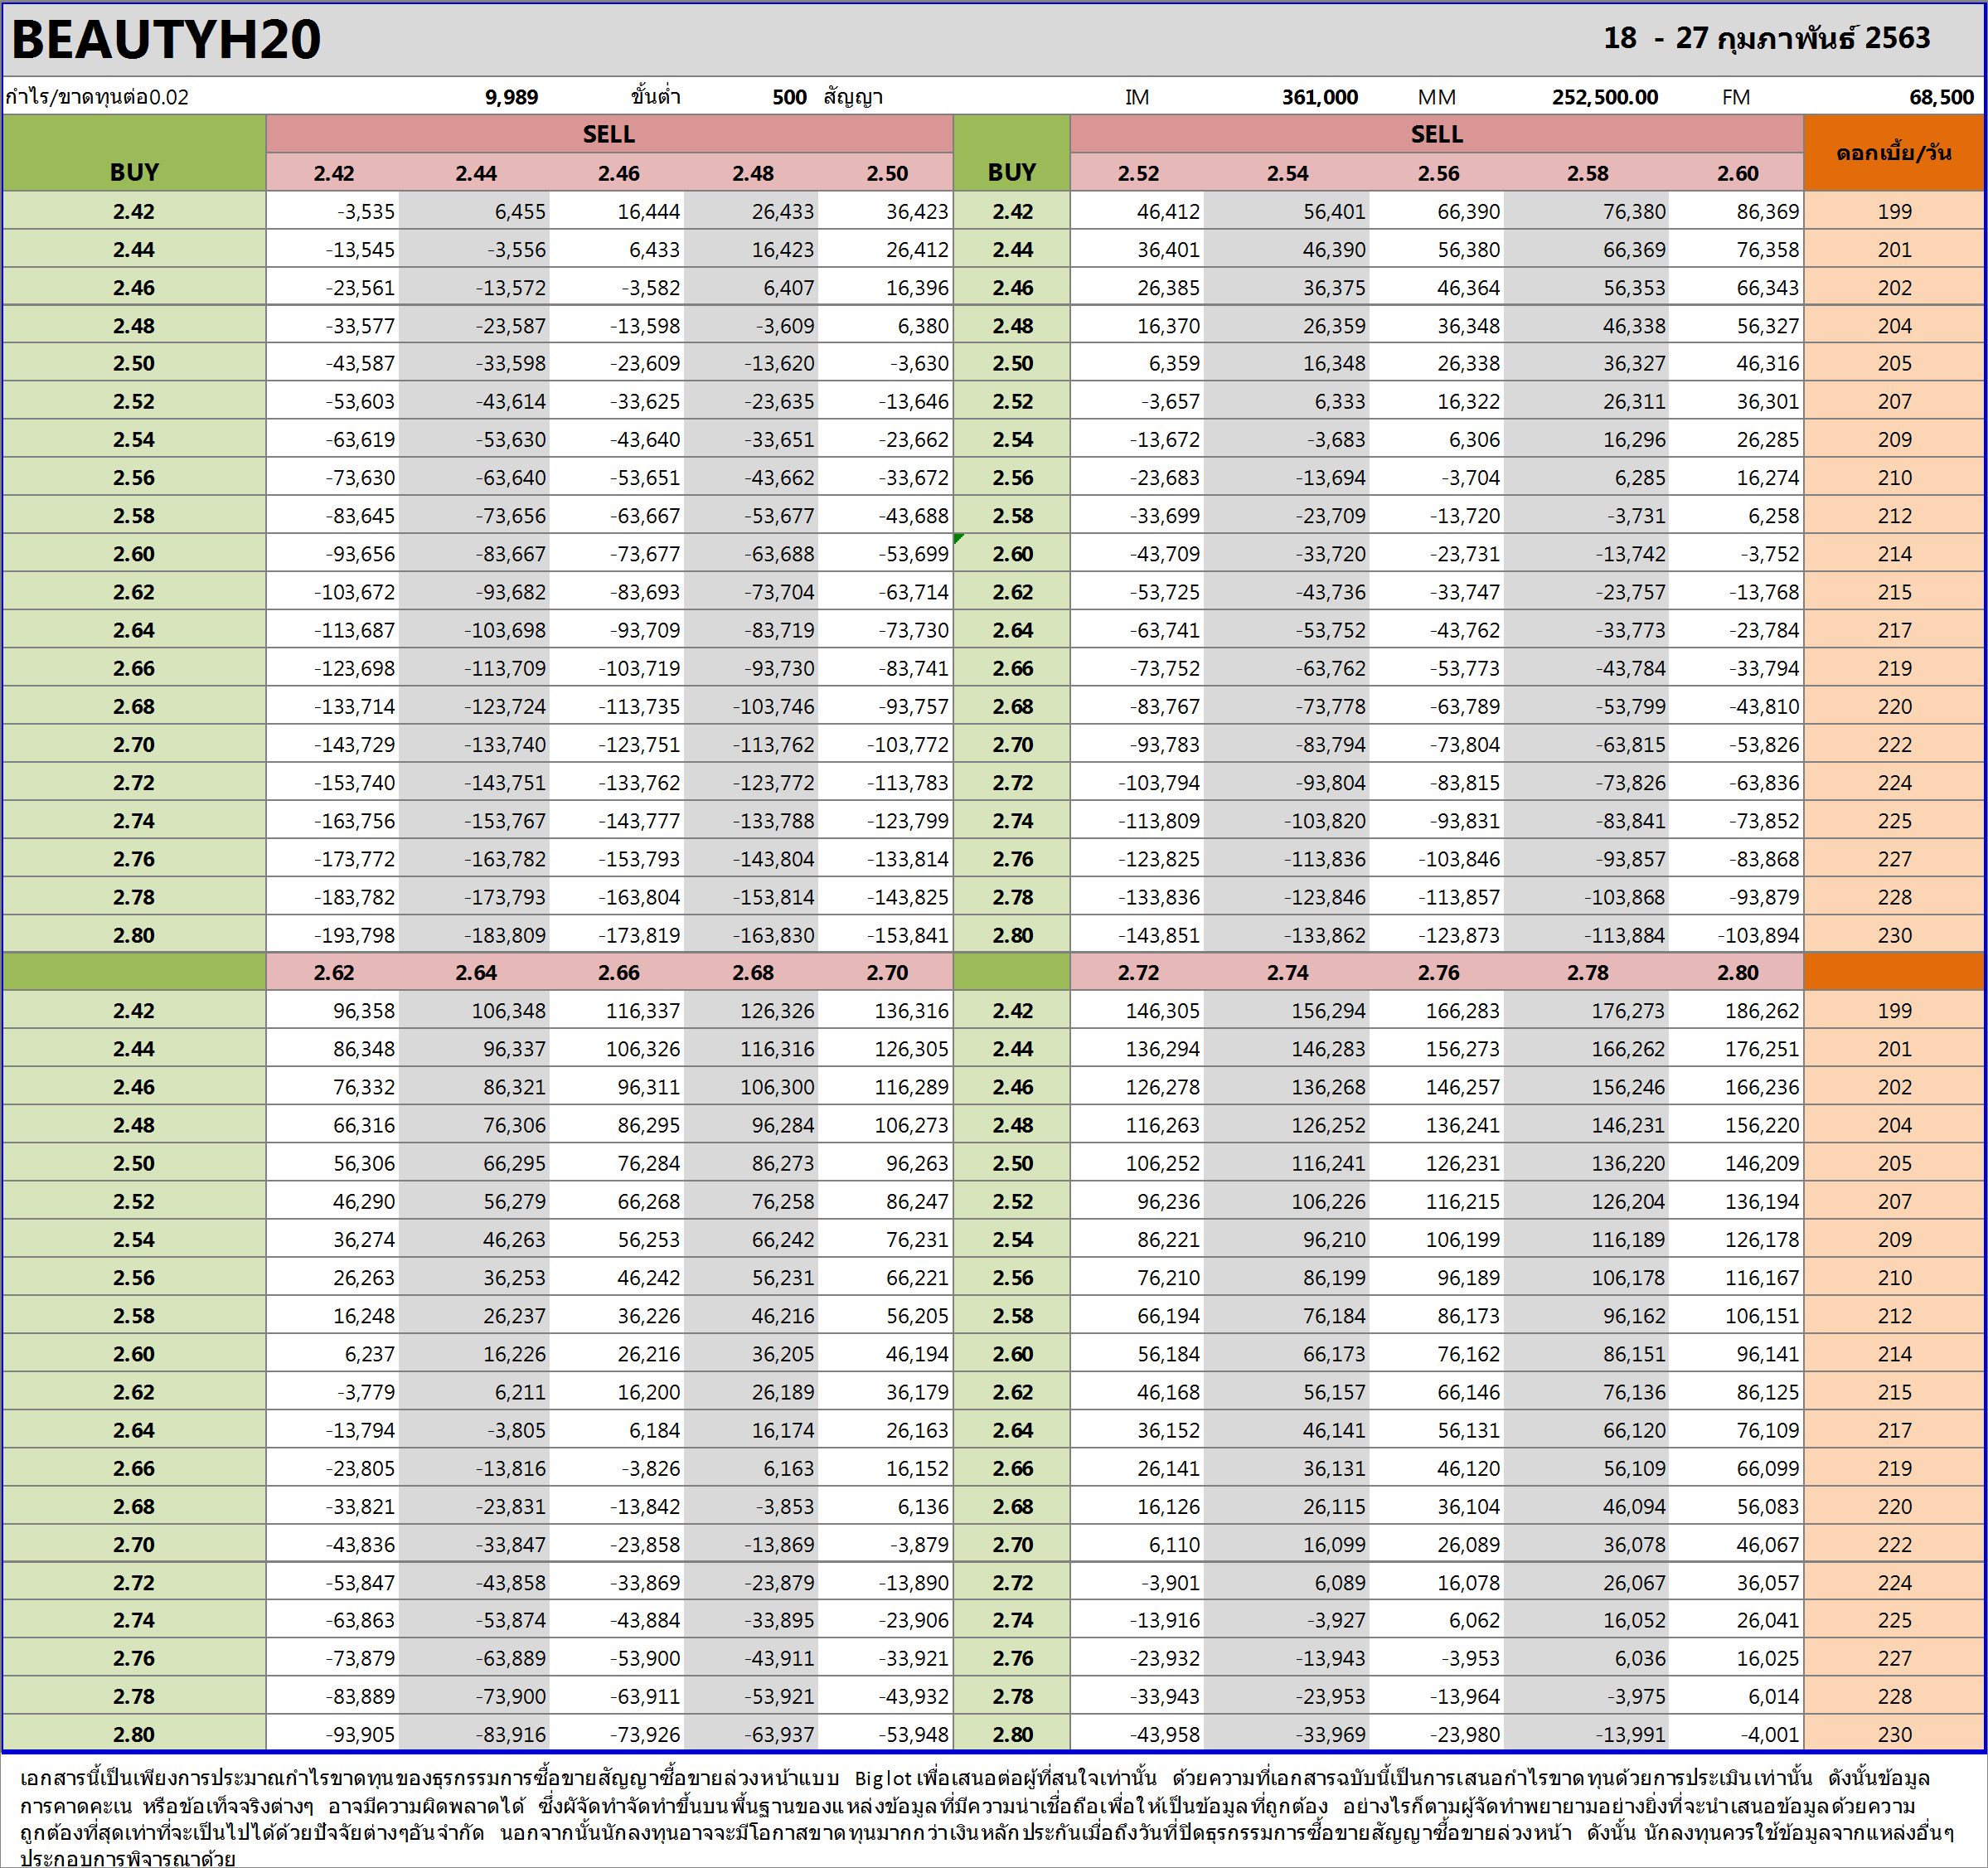 BEAUTYH20 18 - 27 กุมภาพันธ์ 2563
กำไร/ขาดทุนต่อ0.02 9,989 ขั้นต่ำ 500 สัญญา IM 361,000 MM 252,500.00 FM 68,500
SELL SELL ดอกเบี้ย/วัน
BUY 2.42 2.44 2.46 2.48 2.50 BUY 2.52 2.54 2.56 2.58 2.60
2.42 -3,535 6,455 16,444 26,433 36,423 2.42 46,412 56,401 66,390 76,380 86,369 199
2.44 -13,545 -3,556 6,433 16,423 26,412 2.44 36,401 46,390 56,380 66,369 76,358 201
2.46 -23,561 -13,572 -3,582 6,407 16,396 2.46 26,385 36,375 46,364 56,353 66,343 202
2.48 -33,577 -23,587 -13,598 -3,609 6,380 2.48 16,370 26,359 36,348 46,338 56,327 204
2.50 -43,587 -33,598 -23,609 -13,620 -3,630 2.50 6,359 16,348 26,338 36,327 46,316 205
2.52 -53,603 -43,614 -33,625 -23,635 -13,646 2.52 -3,657 6,333 16,322 26,311 36,301 207
2.54 -63,619 -53,630 -43,640 -33,651 -23,662 2.54 -13,672 -3,683 6,306 16,296 26,285 209
2.56 -73,630 -63,640 -53,651 -43,662 -33,672 2.56 -23,683 -13,694 -3,704 6,285 16,274 210
2.58 -83,645 -73,656 -63,667 -53,677 -43,688 2.58 -33,699 -23,709 -13,720 -3,731 6,258 212
2.60 -93,656 -83,667 -73,677 -63,688 -53,699 2.60 -43,709 -33,720 -23,731 -13,742 -3,752 214
2.62 -103,672 -93,682 -83,693 -73,704 -63,714 2.62 -53,725 -43,736 -33,747 -23,757 -13,768 215
2.64 -113,687 -103,698 -93,709 -83,719 -73,730 2.64 -63,741 -53,752 -43,762 -33,773 -23,784 217
2.66 -123,698 -113,709 -103,719 -93,730 -83,741 2.66 -73,752 -63,762 -53,773 -43,784 -33,794 219
2.68 -133,714 -123,724 -113,735 -103,746 -93,757 2.68 -83,767 -73,778 -63,789 -53,799 -43,810 220
2.70 -143,729 -133,740 -123,751 -113,762 -103,772 2.70 -93,783 -83,794 -73,804 -63,815 -53,826 222
2.72 -153,740 -143,751 -133,762 -123,772 -113,783 2.72 -103,794 -93,804 -83,815 -73,826 -63,836 224
2.74 -163,756 -153,767 -143,777 -133,788 -123,799 2.74 -113,809 -103,820 -93,831 -83,841 -73,852 225
2.76 -173,772 -163,782 -153,793 -143,804 -133,814 2.76 -123,825 -113,836 -103,846 -93,857 -83,868 227
2.78 -183,782 -173,793 -163,804 -153,814 -143,825 2.78 -133,836 -123,846 -113,857 -103,868 -93,879 228
2.80 -193,798 -183,809 -173,819 -163,830 -153,841 2.80 -143,851 -133,862 -123,873 -113,884 -103,894 230
2.62 2.64 2.66 2.68 2.70 2.72 2.74 2.76 2.78 2.80
2.42 96,358 106,348 116,337 126,326 136,316 2.42 146,305 156,294 166,283 176,273 186,262 199
2.44 86,348 96,337 106,326 116,316 126,305 2.44 136,294 146,283 156,273 166,262 176,251 201
2.46 76,332 86,321 96,311 106,300 116,289 2.46 126,278 136,268 146,257 156,246 166,236 202
2.48 66,316 76,306 86,295 96,284 106,273 2.48 116,263 126,252 136,241 146,231 156,220 204
2.50 56,306 66,295 76,284 86,273 96,263 2.50 106,252 116,241 126,231 136,220 146,209 205
2.52 46,290 56,279 66,268 76,258 86,247 2.52 96,236 106,226 116,215 126,204 136,194 207
2.54 36,274 46,263 56,253 66,242 76,231 2.54 86,221 96,210 106,199 116,189 126,178 209
2.56 26,263 36,253 46,242 56,231 66,221 2.56 76,210 86,199 96,189 106,178 116,167 210
2.58 16,248 26,237 36,226 46,216 56,205 2.58 66,194 76,184 86,173 96,162 106,151 212
2.60 6,237 16,226 26,216 36,205 46,194 2.60 56,184 66,173 76,162 86,151 96,141 214
2.62 -3,779 6,211 16,200 26,189 36,179 2.62 46,168 56,157 66,146 76,136 86,125 215
2.64 -13,794 -3,805 6,184 16,174 26,163 2.64 36,152 46,141 56,131 66,120 76,109 217
2.66 -23,805 -13,816 -3,826 6,163 16,152 2.66 26,141 36,131 46,120 56,109 66,099 219
2.68 -33,821 -23,831 -13,842 -3,853 6,136 2.68 16,126 26,115 36,104 46,094 56,083 220
2.70 -43,836 -33,847 -23,858 -13,869 -3,879 2.70 6,110 16,099 26,089 36,078 46,067 222
2.72 -53,847 -43,858 -33,869 -23,879 -13,890 2.72 -3,901 6,089 16,078 26,067 36,057 224
2.74 -63,863 -53,874 -43,884 -33,895 -23,906 2.74 -13,916 -3,927 6,062 16,052 26,041 225
2.76 -73,879 -63,889 -53,900 -43,911 -33,921 2.76 -23,932 -13,943 -3,953 6,036 16,025 227
2.78 -83,889 -73,900 -63,911 -53,921 -43,932 2.78 -33,943 -23,953 -13,964 -3,975 6,014 228
2.80 -93,905 -83,916 -73,926 -63,937 -53,948 2.80 -43,958 -33,969 -23,980 -13,991 -4,001 230
เอกสารนี้เป็นเพียงการประมาณกำไรขาดทุนของธุรกรรมการซื้อขายสัญญาซื้อขายล่วงหน้าแบบ Big lot เพื่อเสนอต่อผู้ที่สนใจเท่านั้น ด้วยความที่เอกสารฉบับนี้เป็นการเสนอกำไรขาดทุนด้วยการประเมินเท่านั้น ดังนั้นข้อมูล
การคาดคะเน หรือข้อเท็จจริงต่างๆ อาจมีความผิดพลาดได้ ซึ่งผัจัดทำจัดทำขึ้นบนพื้นฐานของแหล่งข้อมูลที่มีความน่าเชื่อถือเพื่อให้เป็นข้อมูลที่ถูกต้อง อย่างไรก็ตามผู้จัดทำพยายามอย่างยิ่งที่จะนำเสนอข้อมูลด้วยความ
ถูกต้องที่สุดเท่าที่จะเป็นไปได้ด้วยปัจจัยต่างๆอันจำกัด นอกจากนั้นนักลงทุนอาจจะมีโอกาสขาดทุนมากกว่าเงินหลักประกันเมื่อถึงวันที่ปิดธุรกรรมการซื้อขายสัญญาซื้อขายล่วงหน้า ดังนั้น นักลงทุนควรใช้ข้อมูลจากแหล่งอื่นๆ
ประกอบการพิจารณาด้วย